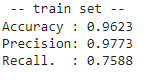 -- train set --
Accuracy : 0.9623
Precision: 0.9773
Recall.  : 0.7588